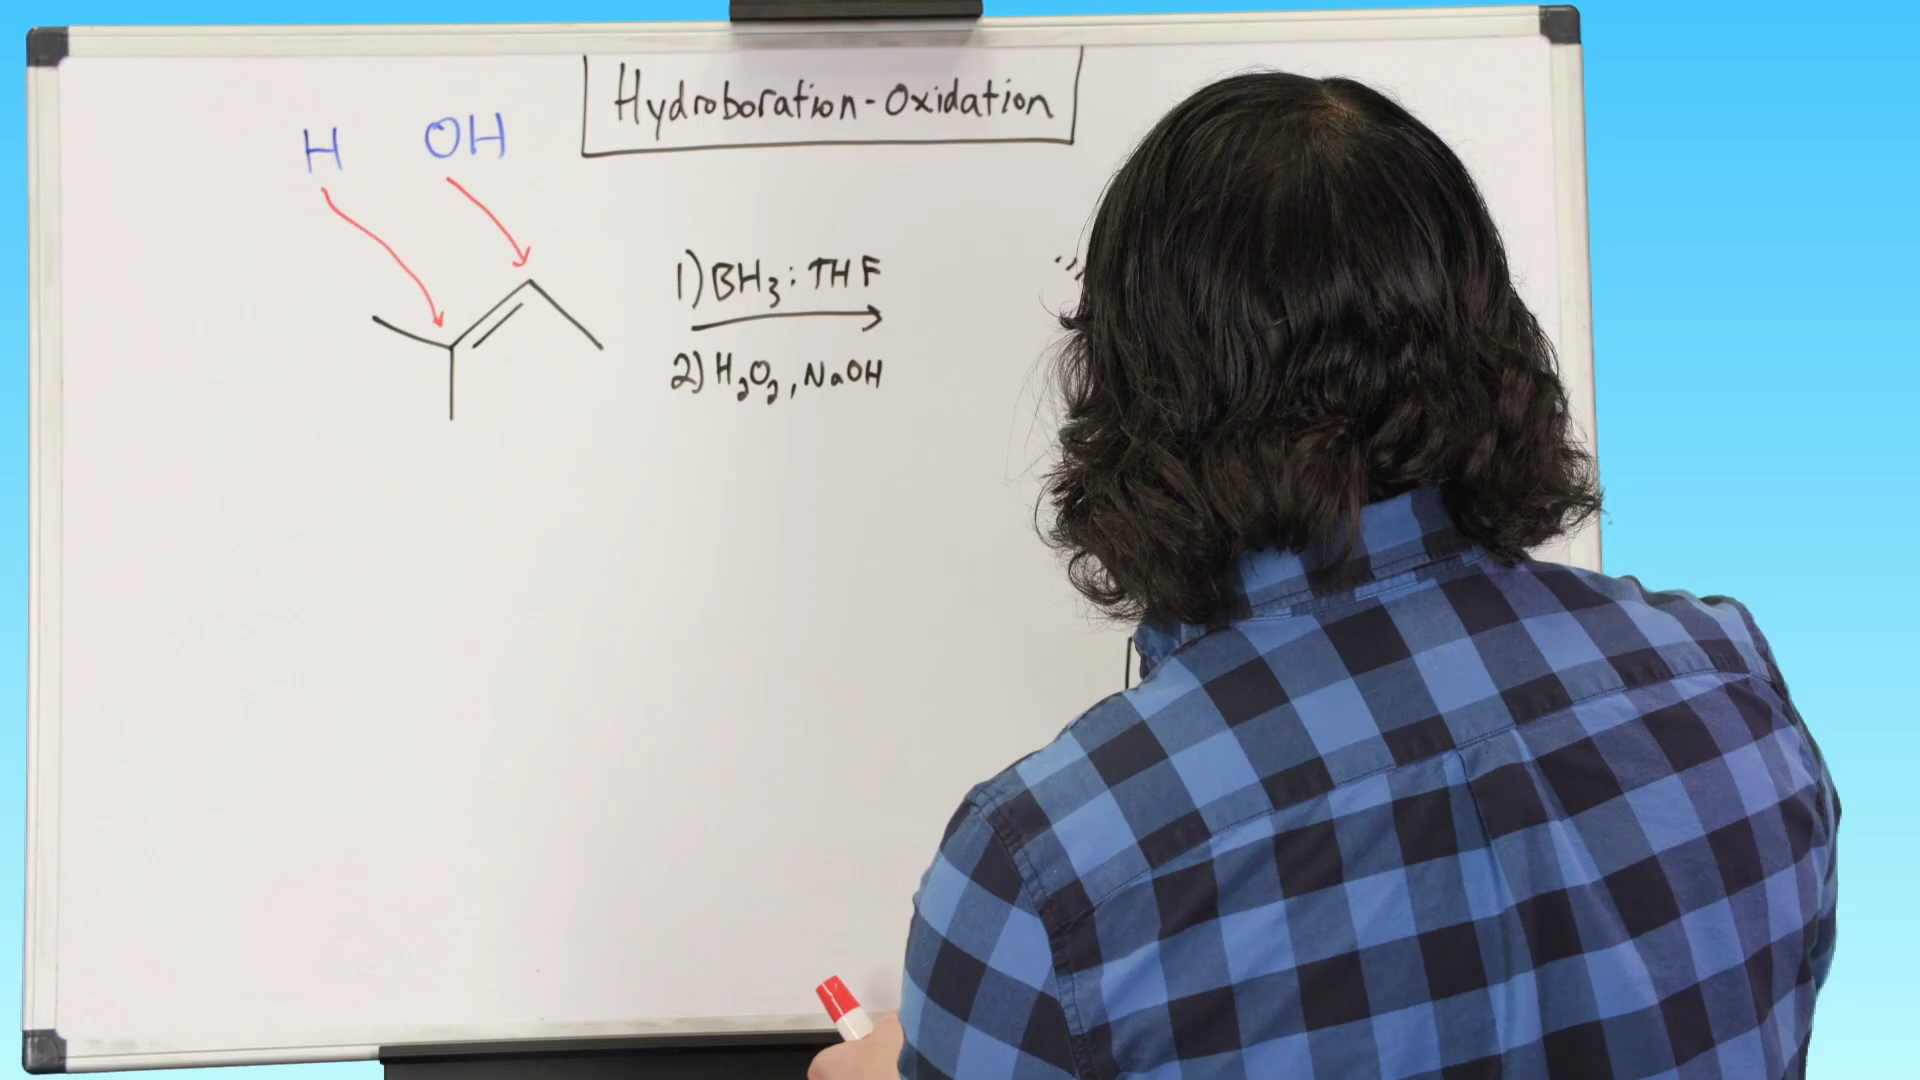 Hydroboration-Oxidation
H OH
1) BH₃:THF
2) H₂O₂, NaOH